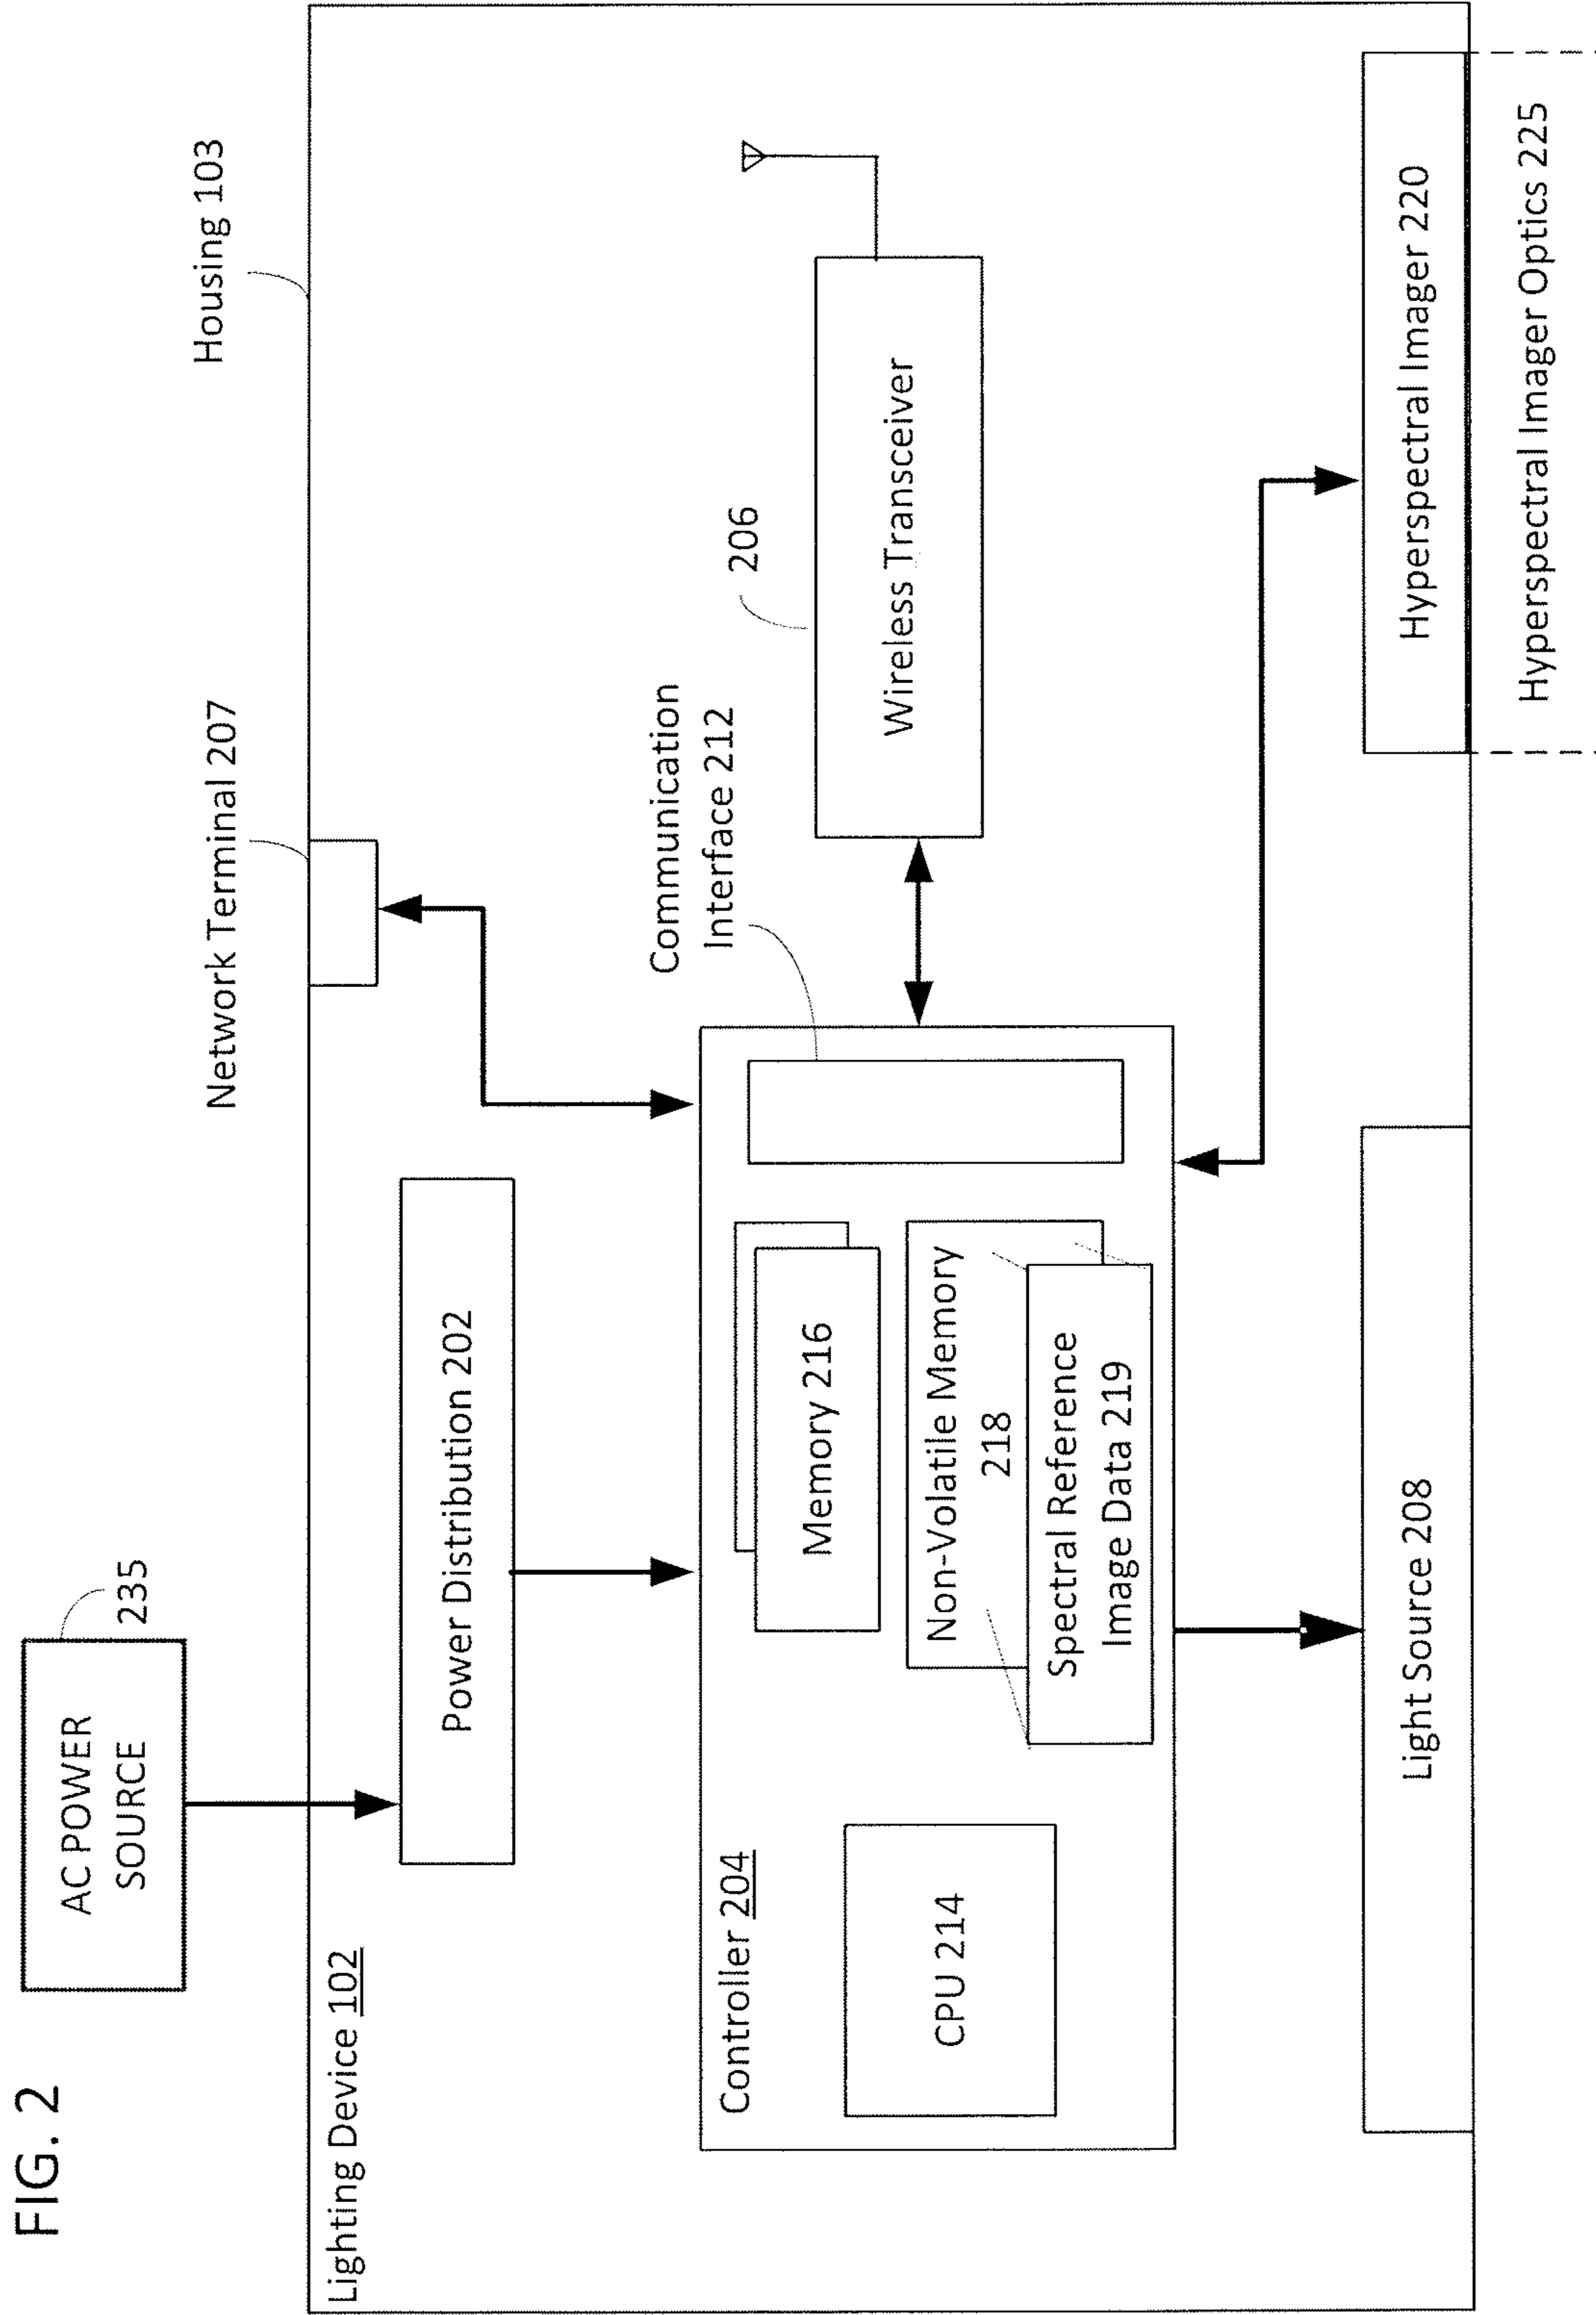 FIG. 2
AC POWER
SOURCE
235
Lighting Device 102
Network Terminal 207
Housing 103
Power Distribution 202
Controller 204
CPU 214
Memory 216
Non-Volatile Memory
218
Spectral Reference
Image Data 219
Communication
Interface 212
206
Wireless Transceiver
Light Source 208
Hyperspectral Imager 220
Hyperspectral Imager Optics 225